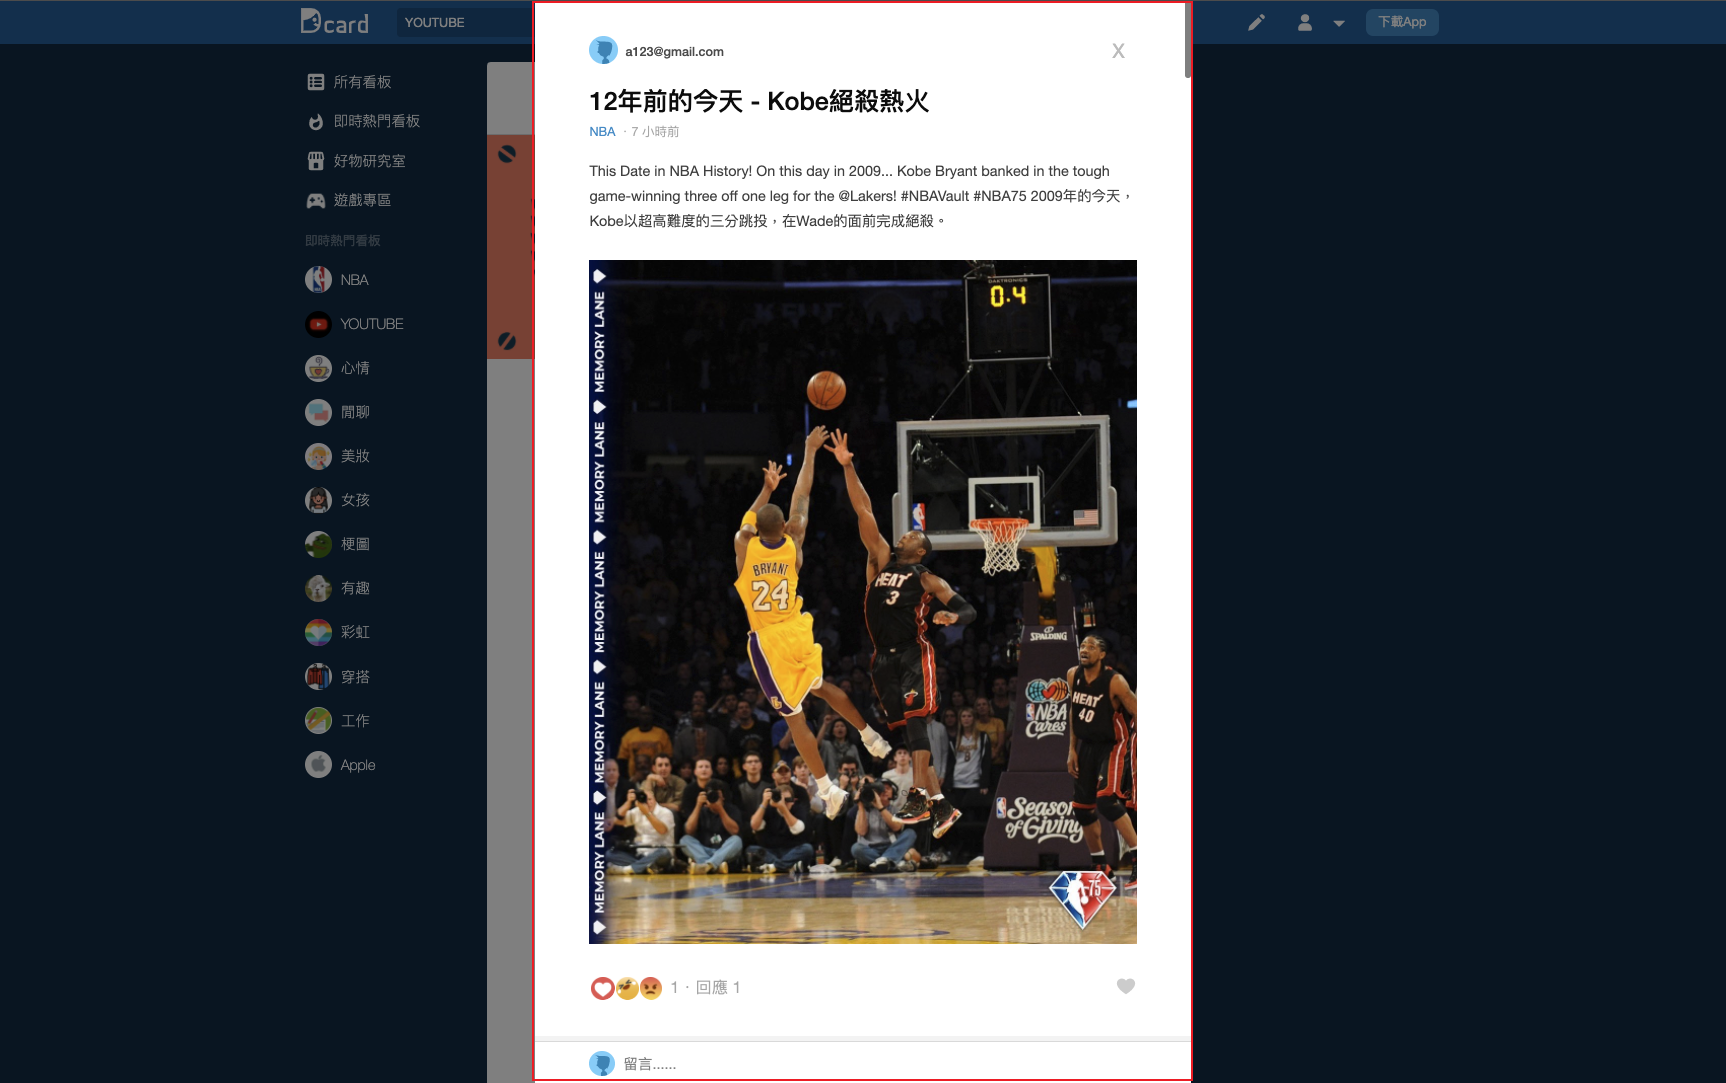 Dcard
YOUTUBE
下載App
所有看板
即時熱門看板
好物研究室
遊戲專區
即時熱門看板
NBA
YOUTUBE
心情
閒聊
美妝
女孩
梗圖
有趣
彩虹
穿搭
工作
Apple
a123@gmail.com
X
12年前的今天 - Kobe絕殺熱火
NBA · 7 小時前
This Date in NBA History! On this day in 2009... Kobe Bryant banked in the tough
game-winning three off one leg for the @Lakers! #NBAVault #NBA75 2009年的今天，
Kobe以超高難度的三分跳投，在Wade的面前完成絕殺。
MEMORY LANE
MEMORY LANE
MEMORY LANE
MEMORY LANE
MEMORY LANE
DAKTRONICS
0.4
BRYANT
24
HEAT
3
SPALDING
HEAT
40
NBA
Cares
Season
of Giving
75
1 · 回應 1
留言......